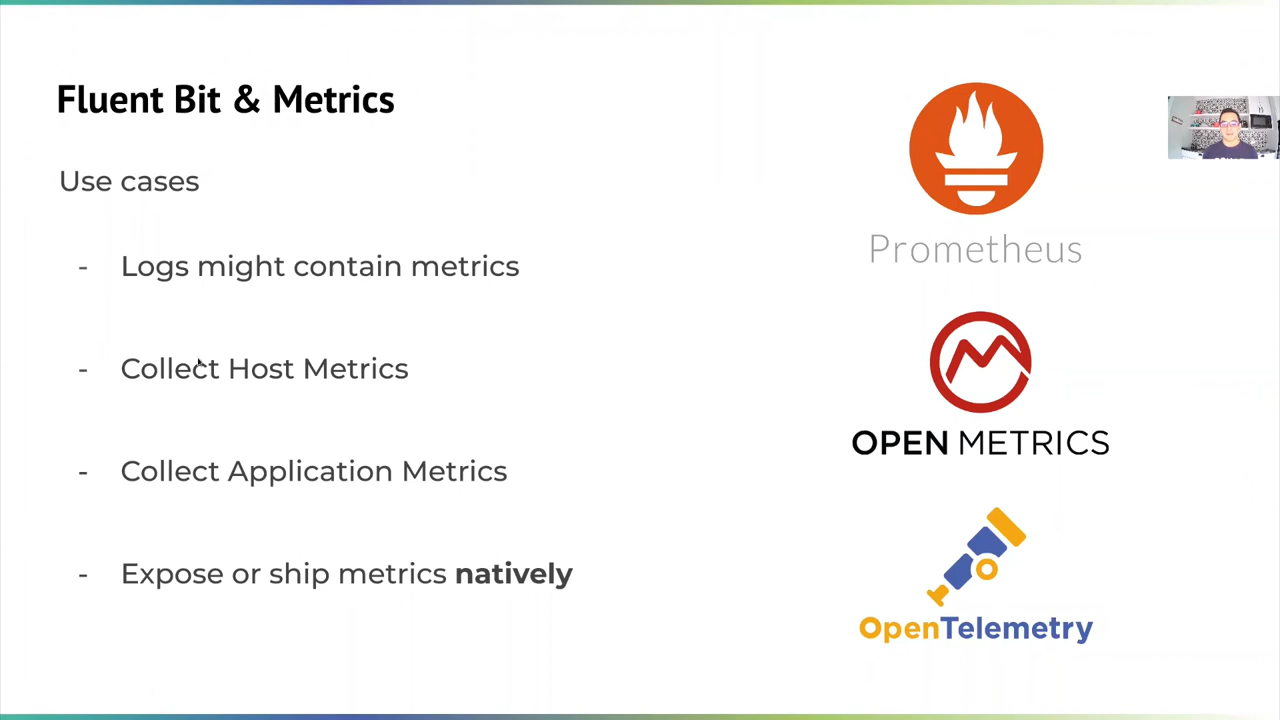 Fluent Bit & Metrics
Use cases
- Logs might contain metrics
- Collect Host Metrics
- Collect Application Metrics
- Expose or ship metrics natively
Prometheus
OPEN METRICS
OpenTelemetry